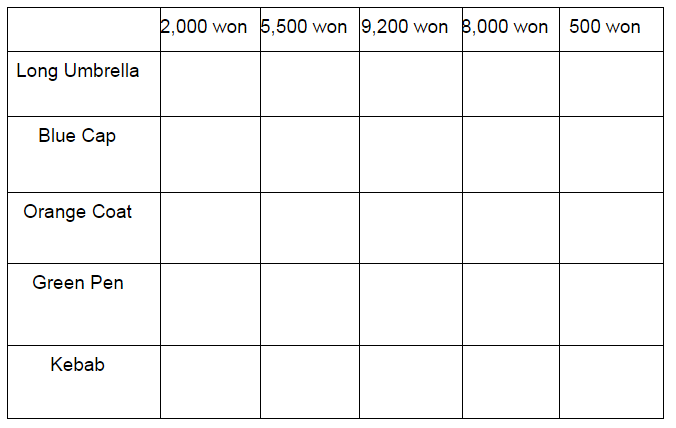 2,000 won 5,500 won 9,200 won 8,000 won 500 won
Long Umbrella
Blue Cap
Orange Coat
Green Pen
Kebab